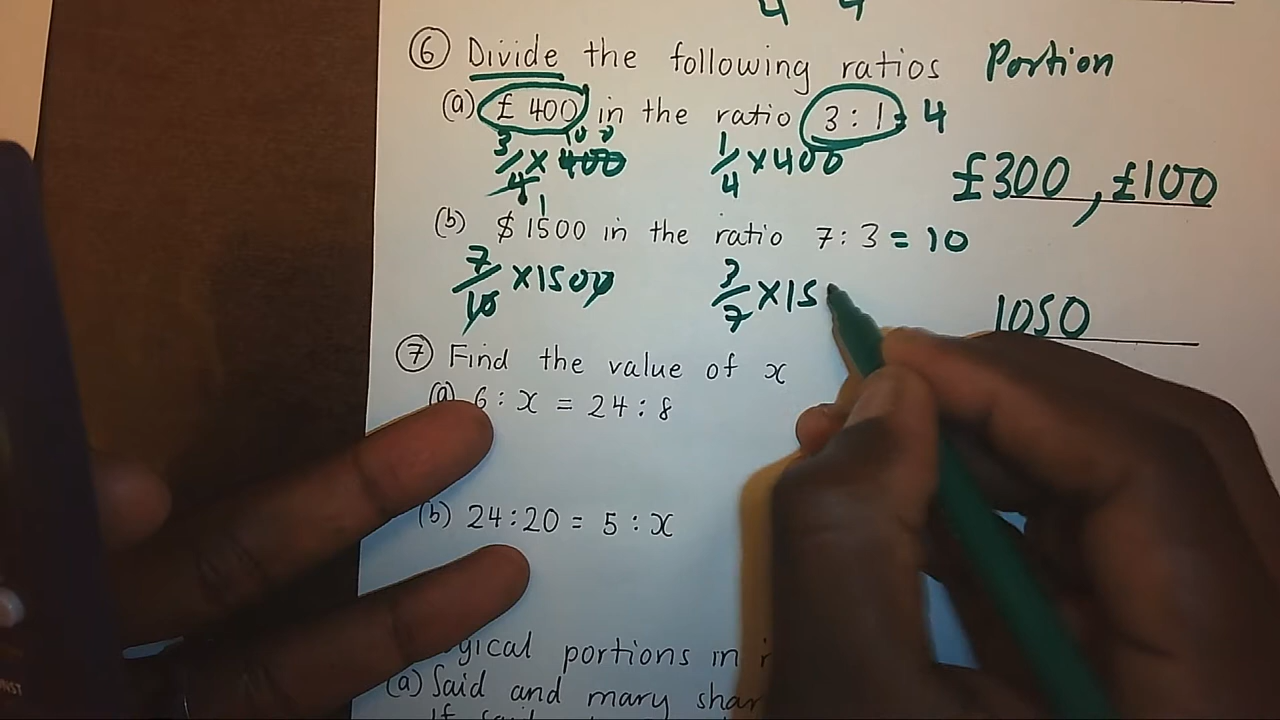 4 4
⑥ Divide the following ratios Portion
(a) £ 400 in the ratio 3 : 1 = 4
3/4 × 400 1/4 × 400 £300 , £100
(b) $ 1500 in the ratio 7 : 3 = 10
7/10 × 1500 3/7 × 15 1050
⑦ Find the value of x
(a) 6 : x = 24 : 8
(b) 24 : 20 = 5 : x
portions in
(a) Said and mary